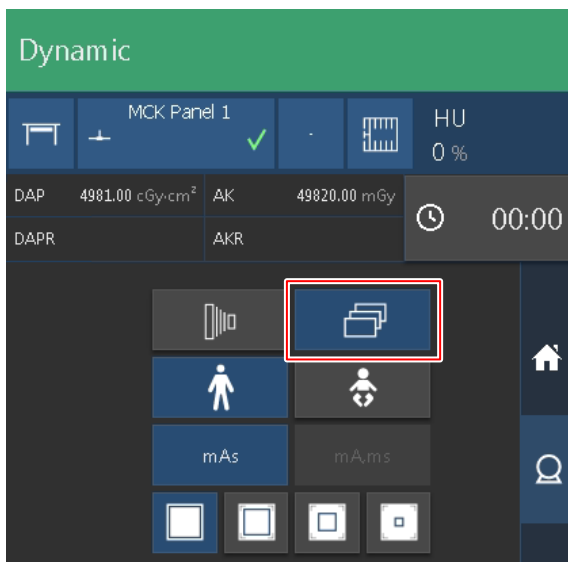 Dynamic
MCK Panel 1
HU
0 %
DAP 4981.00 cGy·cm² AK 49820.00 mGy
00:00
DAPR AKR
mAs mA,ms